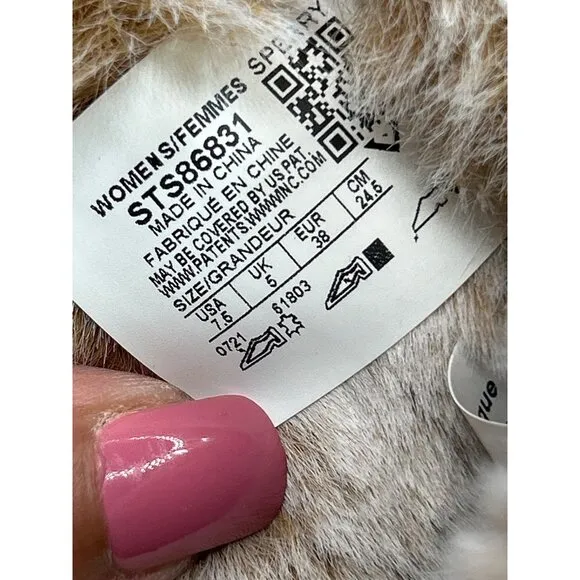 WOMENS/FEMMES SPERRY
STS86831
MADE IN CHINA
FABRIQUÉ EN CHINE
MAY BE COVERED BY US PAT.
WWW.PATENTS.WWWINC.COM
SIZE/GRANDEUR
USA UK EUR CM
7.5 5 38 24.5
0721 61803
que